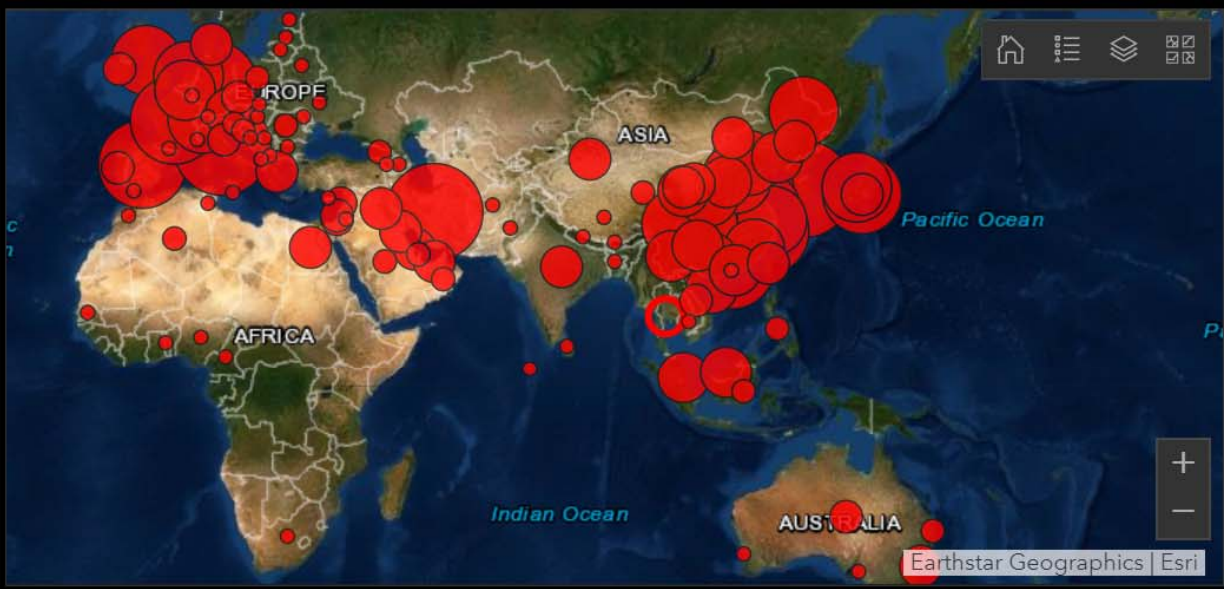 EUROPE
ASIA
c
n
Pacific Ocean
AFRICA
P
Indian Ocean
AUSTRALIA
Earthstar Geographics | Esri